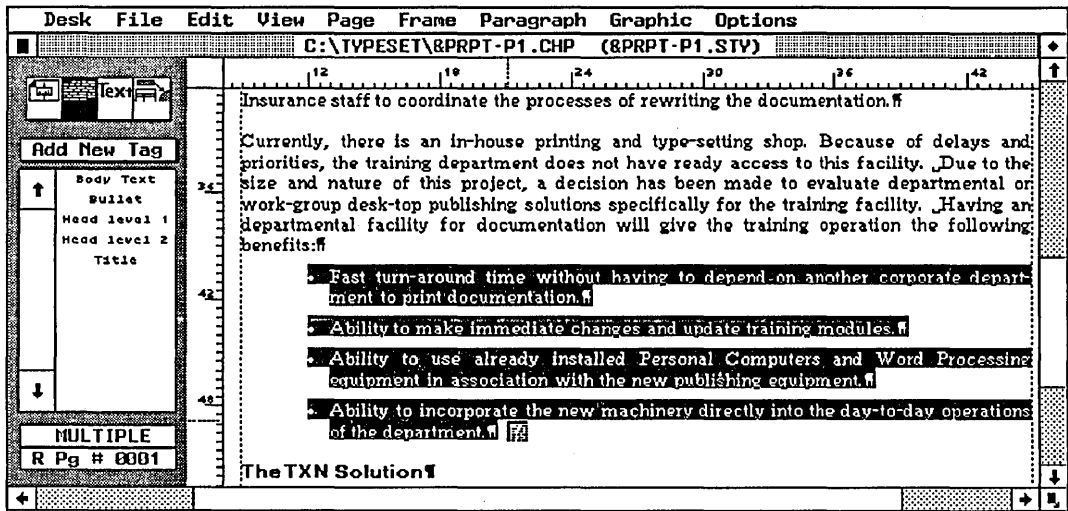 Desk File Edit View Page Frame Paragraph Graphic Options
C:\TYPESET\&PRPT-P1.CHP (&PRPT-P1.STY)
12 18 24 30 36 42
Text
Add New Tag
Body Text
Bullet
Head level 1
Head level 2
Title
MULTIPLE
R Pg # 0001
36
42
48
Insurance staff to coordinate the processes of rewriting the documentation.¶
Currently, there is an in-house printing and type-setting shop. Because of delays and
priorities, the training department does not have ready access to this facility. Due to the
size and nature of this project, a decision has been made to evaluate departmental or
work-group desk-top publishing solutions specifically for the training facility. Having an
departmental facility for documentation will give the training operation the following
benefits:¶
• Fast turn-around time without having to depend on another corporate depart-
ment to print documentation.¶
• Ability to make immediate changes and update training modules.¶
• Ability to use already installed Personal Computers and Word Processing
equipment in association with the new publishing equipment.¶
• Ability to incorporate the new machinery directly into the day-to-day operations
of the department.¶
The TXN Solution¶